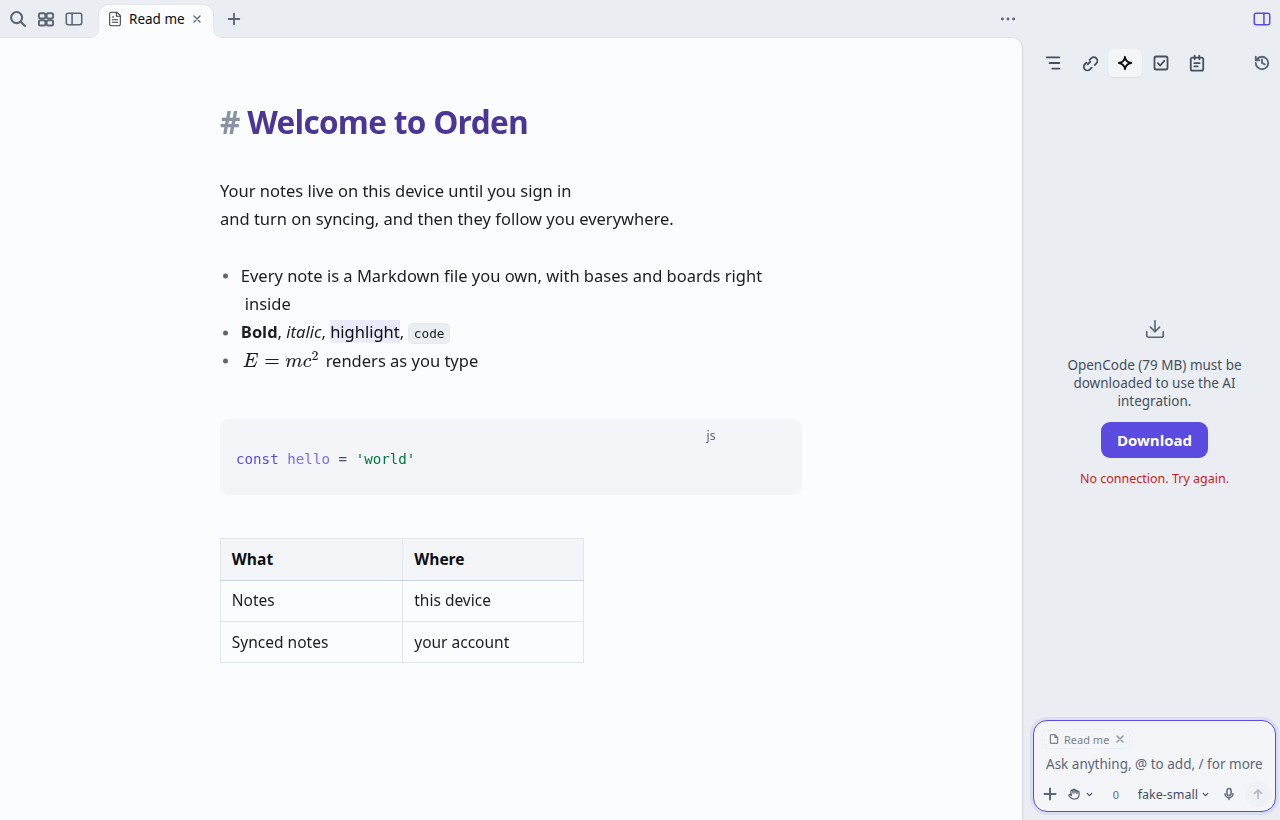 Read me
# Welcome to Orden
Your notes live on this device until you sign in
and turn on syncing, and then they follow you everywhere.
• Every note is a Markdown file you own, with bases and boards right
inside
• Bold, italic, highlight, code
• E = mc² renders as you type
js
const hello = 'world'
What Where
Notes this device
Synced notes your account
OpenCode (79 MB) must be
downloaded to use the AI
integration.
Download
No connection. Try again.
Read me
Ask anything, @ to add, / for more
0 fake-small